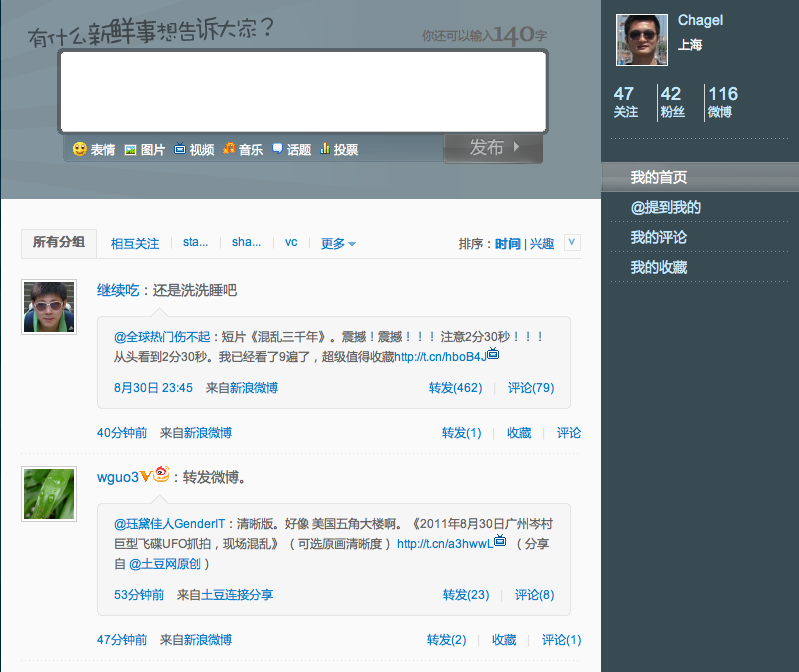 有什么新鲜事想告诉大家？
你还可以输入140字
表情 图片 视频 音乐 话题 投票
发布
所有分组 相互关注 sta... sha... vc 更多
排序：时间 | 兴趣
继续吃：还是洗洗睡吧
@全球热门伤不起：短片《混乱三千年》。震撼！震撼！！！ 注意2分30秒！！！
从头看到2分30秒。我已经看了9遍了，超级值得收藏http://t.cn/hboB4J
8月30日 23:45 来自新浪微博 转发(462) | 评论(79)
40分钟前 来自新浪微博 转发(1) | 收藏 | 评论
wguo3：转发微博。
@珏黛佳人GenderIT：清晰版。好像 美国五角大楼啊。《2011年8月30日广州岑村
巨型飞碟UFO抓拍，现场混乱》（可选原画清晰度）http://t.cn/a3hwwL （分享
自 @土豆网原创）
53分钟前 来自土豆连接分享 转发(23) | 评论(8)
47分钟前 来自新浪微博 转发(2) | 收藏 | 评论(1)
Chagel
上海
47 42 116
关注 粉丝 微博
我的首页
@提到我的
我的评论
我的收藏